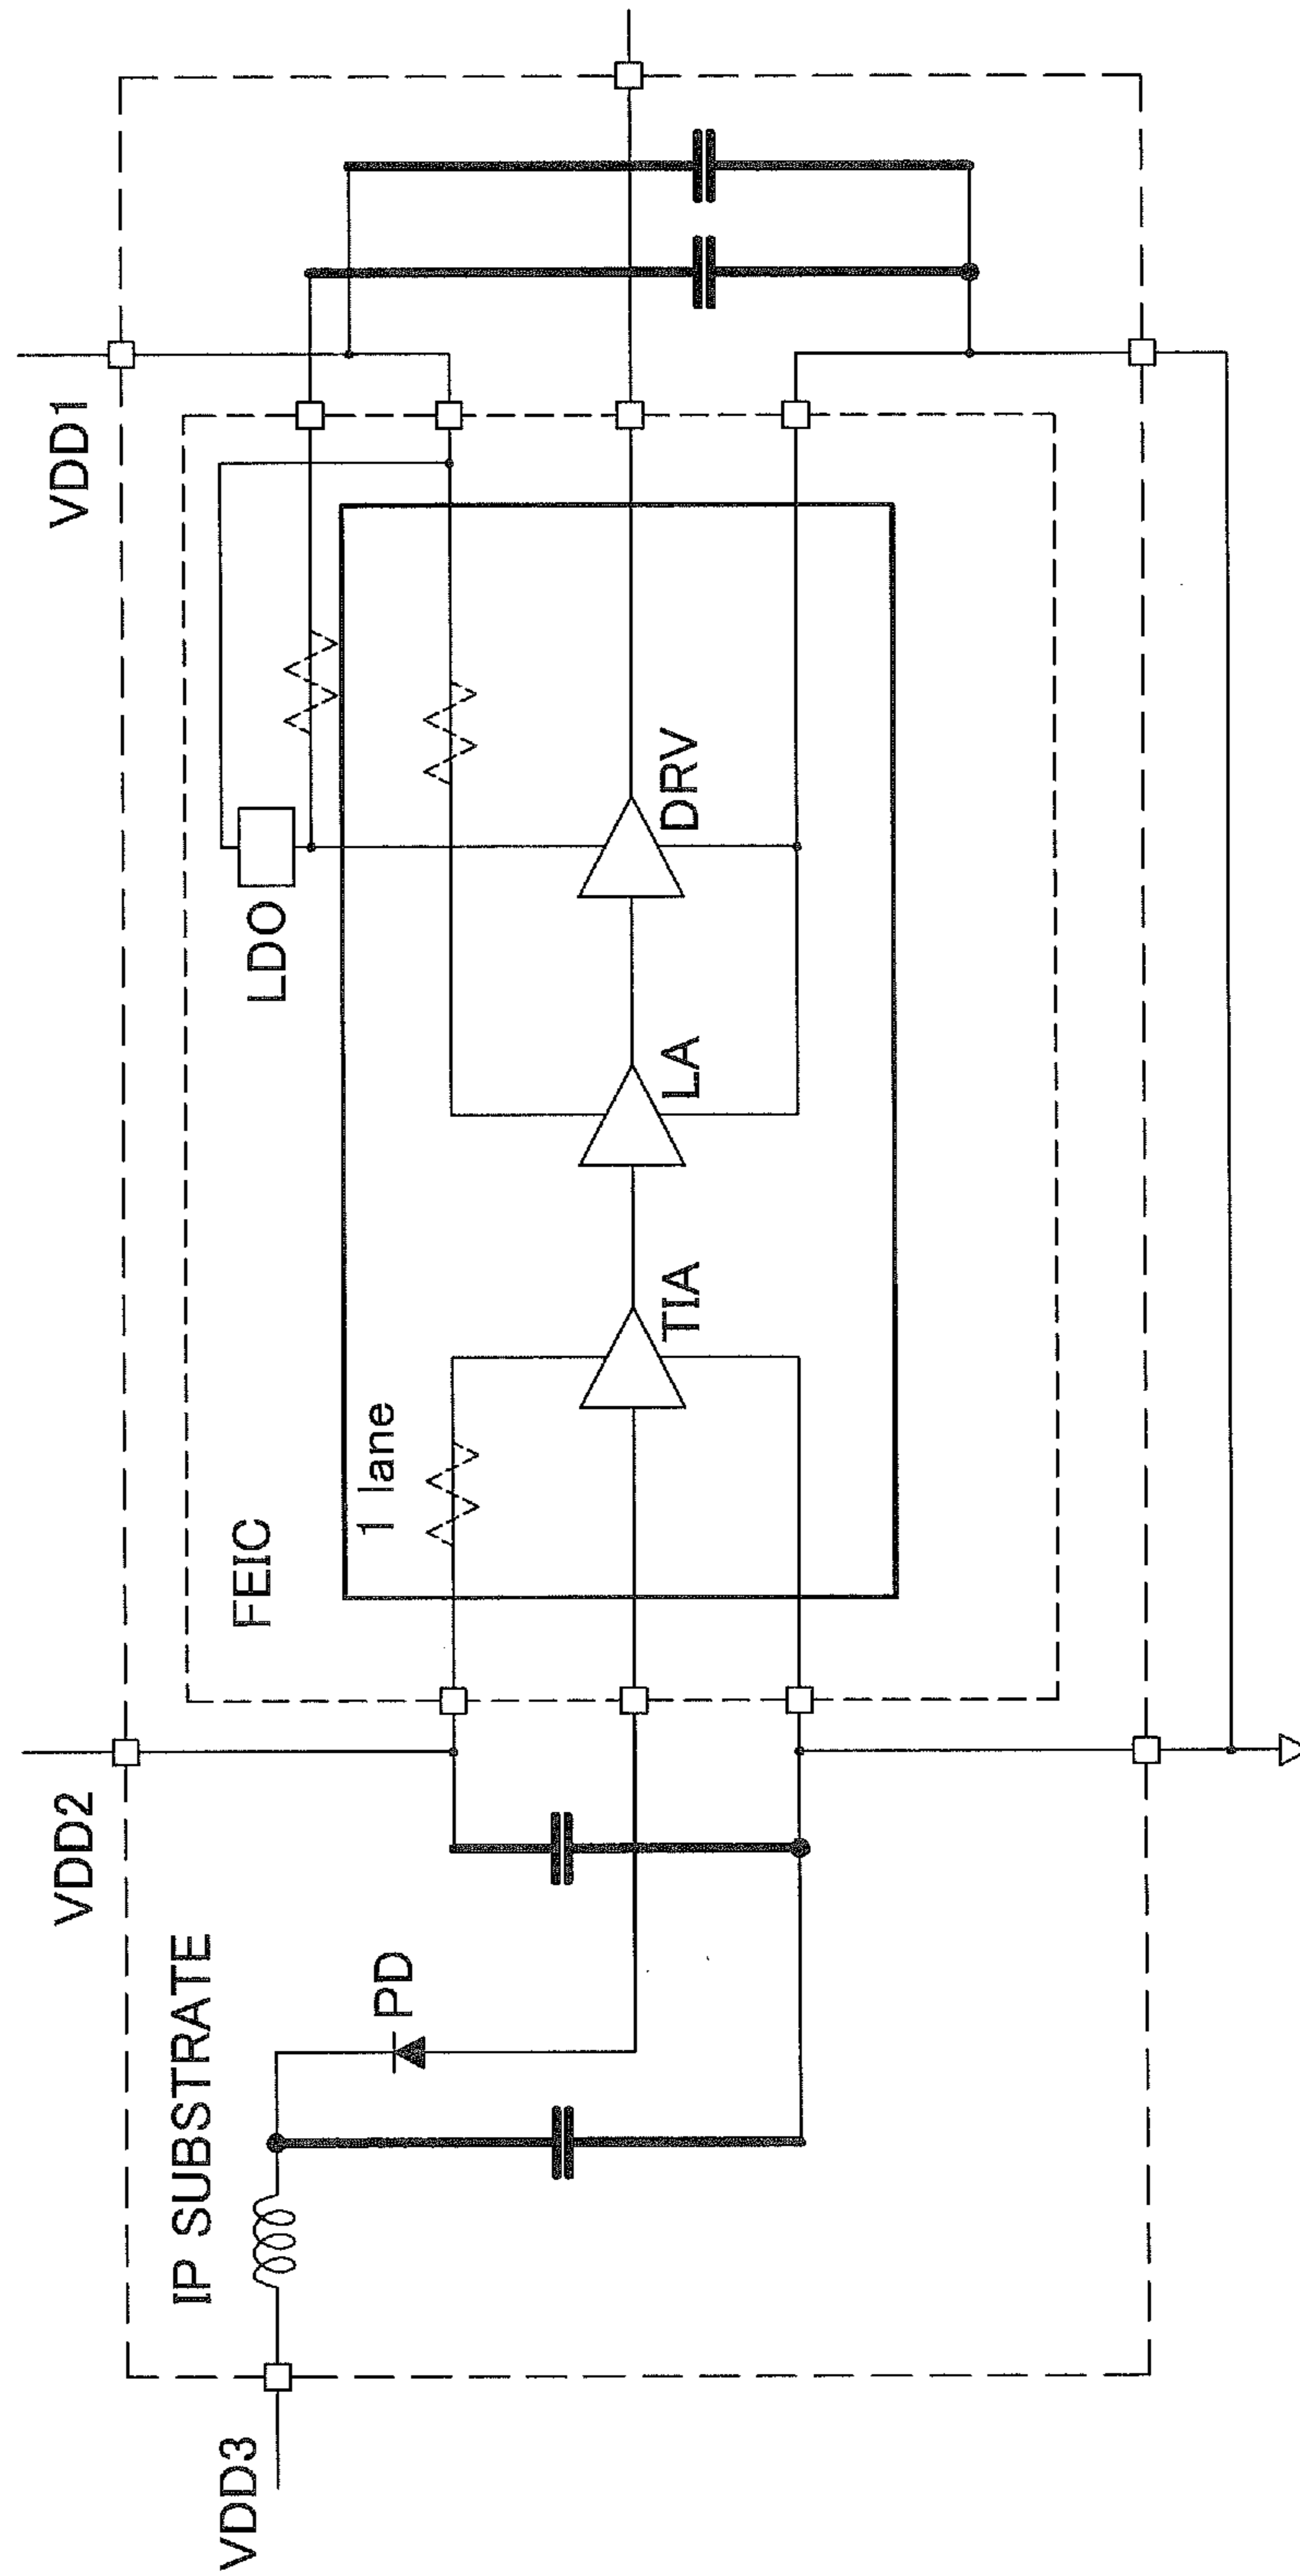 VDD3
IP SUBSTRATE
PD
VDD2
FEIC
1 lane
TIA
LA
LDO
DRV
VDD1